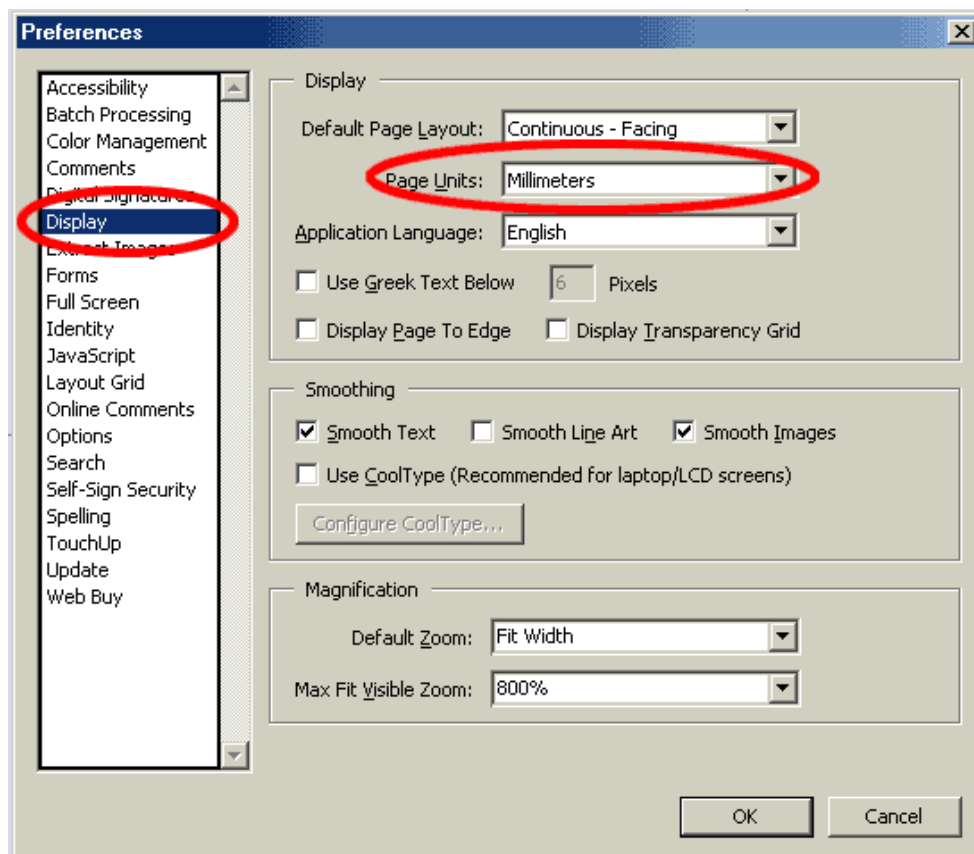 Preferences
Accessibility
Batch Processing
Color Management
Comments
Digital Signatures
Display
Extract Images
Forms
Full Screen
Identity
JavaScript
Layout Grid
Online Comments
Options
Search
Self-Sign Security
Spelling
TouchUp
Update
Web Buy
Display
Default Page Layout: Continuous - Facing
Page Units: Millimeters
Application Language: English
Use Greek Text Below 6 Pixels
Display Page To Edge Display Transparency Grid
Smoothing
Smooth Text Smooth Line Art Smooth Images
Use CoolType (Recommended for laptop/LCD screens)
Configure CoolType...
Magnification
Default Zoom: Fit Width
Max Fit Visible Zoom: 800%
OK Cancel